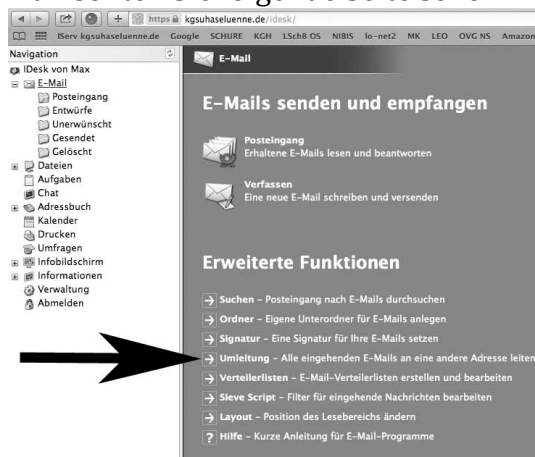 https kgsuhaseluenne.de/idesk/
IServ kgsuhaseluenne.de Google SCHURE KGH LSchB OS NIBIS lo-net2 MK LEO OVG NS Amazon
Navigation
IDesk von Max
E-Mail
Posteingang
Entwürfe
Unerwünscht
Gesendet
Gelöscht
Dateien
Aufgaben
Chat
Adressbuch
Kalender
Drucken
Umfragen
Infobildschirm
Informationen
Verwaltung
Abmelden
E-Mail
E-Mails senden und empfangen
Posteingang
Erhaltene E-Mails lesen und beantworten
Verfassen
Eine neue E-Mail schreiben und versenden
Erweiterte Funktionen
Suchen – Posteingang nach E-Mails durchsuchen
Ordner – Eigene Unterordner für E-Mails anlegen
Signatur – Eine Signatur für Ihre E-Mails setzen
Umleitung – Alle eingehenden E-Mails an eine andere Adresse leiten
Verteilerlisten – E-Mail-Verteilerlisten erstellen und bearbeiten
Sieve Script – Filter für eingehende Nachrichten bearbeiten
Layout – Position des Lesebereichs ändern
? Hilfe – Kurze Anleitung für E-Mail-Programme